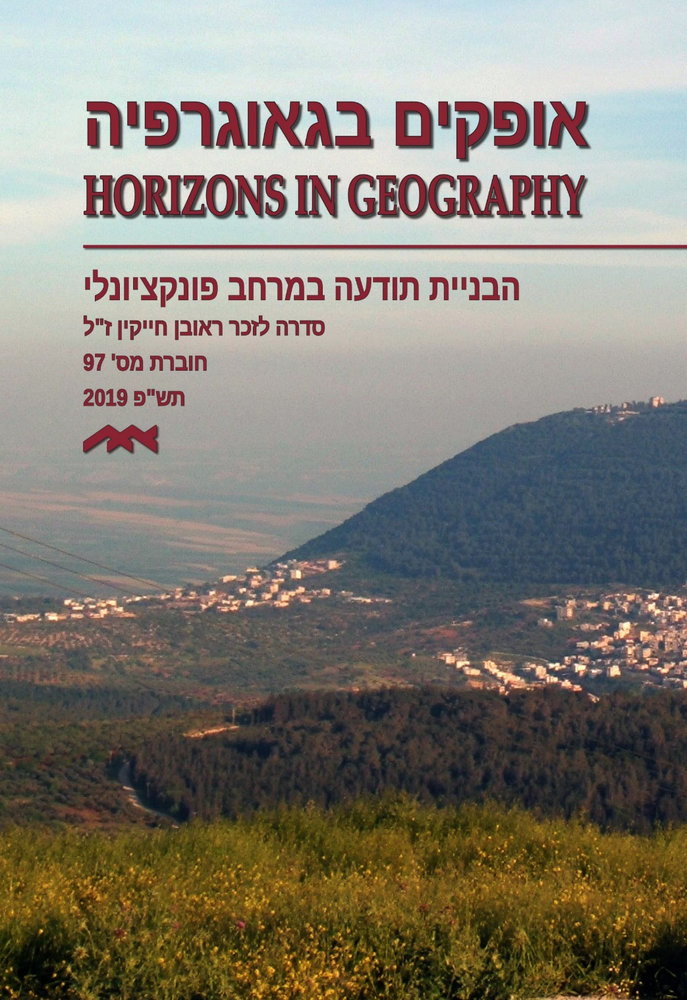 אופקים בגאוגרפיה
HORIZONS IN GEOGRAPHY
הבניית תודעה במרחב פונקציונלי
סדרה לזכר ראובן חייקין ז"ל
חוברת מס' 97
תש"פ 2019